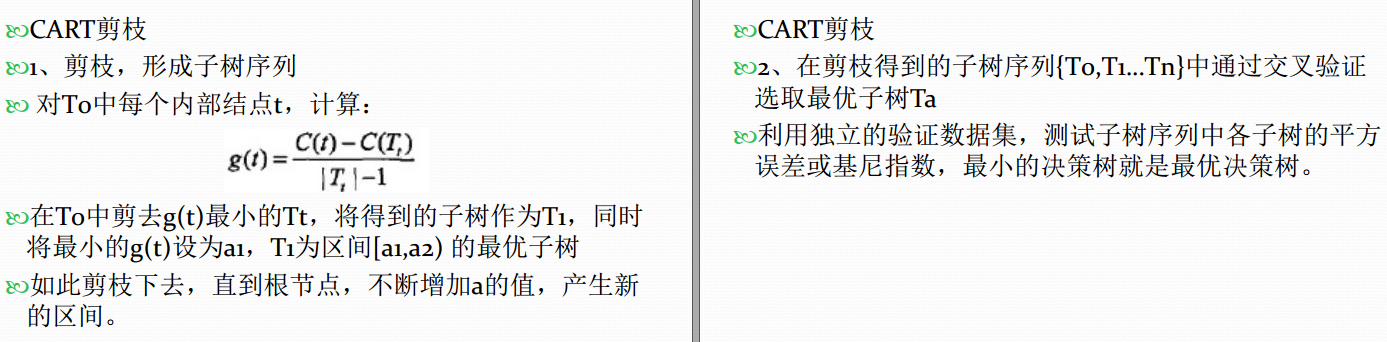 CART剪枝
1、剪枝，形成子树序列
对T0中每个内部结点t，计算：
g(t)=\frac{C(t)-C(T_t)}{|T_t|-1}
在T0中剪去g(t)最小的Tt，将得到的子树作为T1，同时
将最小的g(t)设为a1，T1为区间[a1,a2) 的最优子树
如此剪枝下去，直到根节点，不断增加a的值，产生新
的区间。
CART剪枝
2、在剪枝得到的子树序列{T0,T1...Tn}中通过交叉验证
选取最优子树Ta
利用独立的验证数据集，测试子树序列中各子树的平方
误差或基尼指数，最小的决策树就是最优决策树。